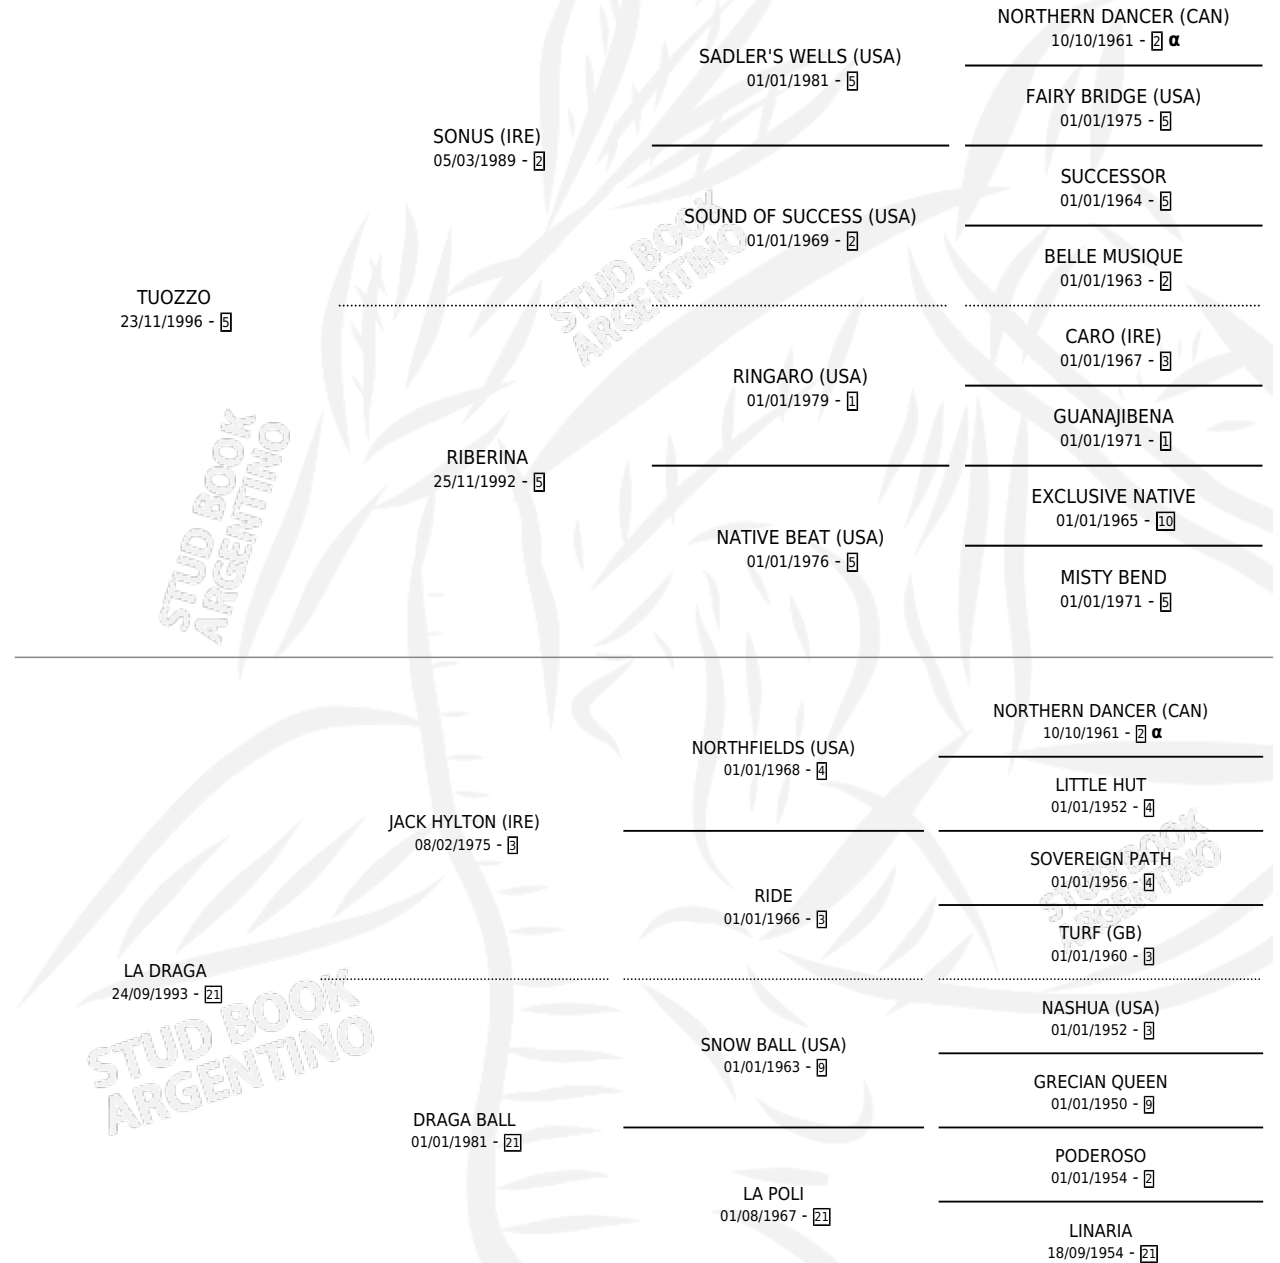 TUOZZO
23/11/1996 - 5
SONUS (IRE)
05/03/1989 - 2
RIBERINA
25/11/1992 - 5
SADLER'S WELLS (USA)
01/01/1981 - 5
SOUND OF SUCCESS (USA)
01/01/1969 - 2
RINGARO (USA)
01/01/1979 - 1
NATIVE BEAT (USA)
01/01/1976 - 5
NORTHERN DANCER (CAN)
10/10/1961 - 2 α
FAIRY BRIDGE (USA)
01/01/1975 - 5
SUCCESSOR
01/01/1964 - 5
BELLE MUSIQUE
01/01/1963 - 2
CARO (IRE)
01/01/1967 - 3
GUANAJIBENA
01/01/1971 - 1
EXCLUSIVE NATIVE
01/01/1965 - 10
MISTY BEND
01/01/1971 - 5
LA DRAGA
24/09/1993 - 21
JACK HYLTON (IRE)
08/02/1975 - 3
DRAGA BALL
01/01/1981 - 21
NORTHFIELDS (USA)
01/01/1968 - 4
RIDE
01/01/1966 - 3
SNOW BALL (USA)
01/01/1963 - 9
LA POLI
01/08/1967 - 21
NORTHERN DANCER (CAN)
10/10/1961 - 2 α
LITTLE HUT
01/01/1952 - 4
SOVEREIGN PATH
01/01/1956 - 4
TURF (GB)
01/01/1960 - 3
NASHUA (USA)
01/01/1952 - 3
GRECIAN QUEEN
01/01/1950 - 9
PODEROSO
01/01/1954 - 2
LINARIA
18/09/1954 - 21
STUD BOOK
ARGENTINO
STUD BOOK
ARGENTINO
STUD BOOK
ARGENTINO
STUD BOOK
ARGENTINO